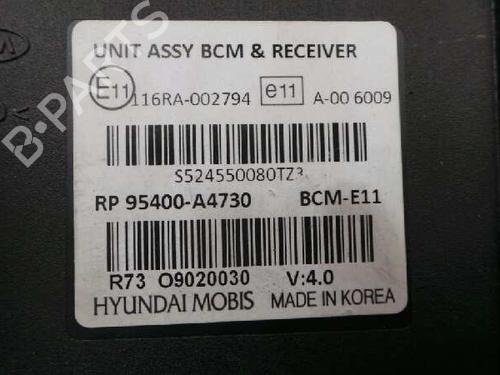 UNIT ASSY BCM & RECEIVER
E11 116RA-002794 e11 A-00 6009
S524550080TZ3
RP 95400-A4730 BCM-E11
R73 O9020030 V:4.0
HYUNDAI MOBIS MADE IN KOREA
B-PARTS